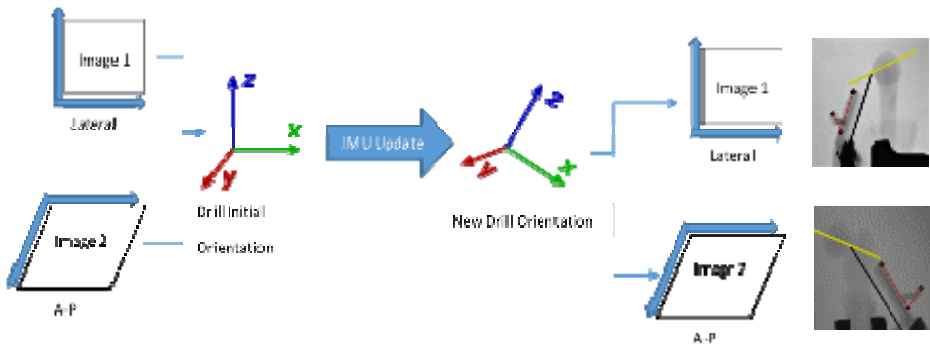 Image 1
Lateral
Image 2
A-P
z
x
y
Drill Initial
Orientation
IMU Update
z
x
y
New Drill Orientation
Image 1
Lateral
Image 2
A-P